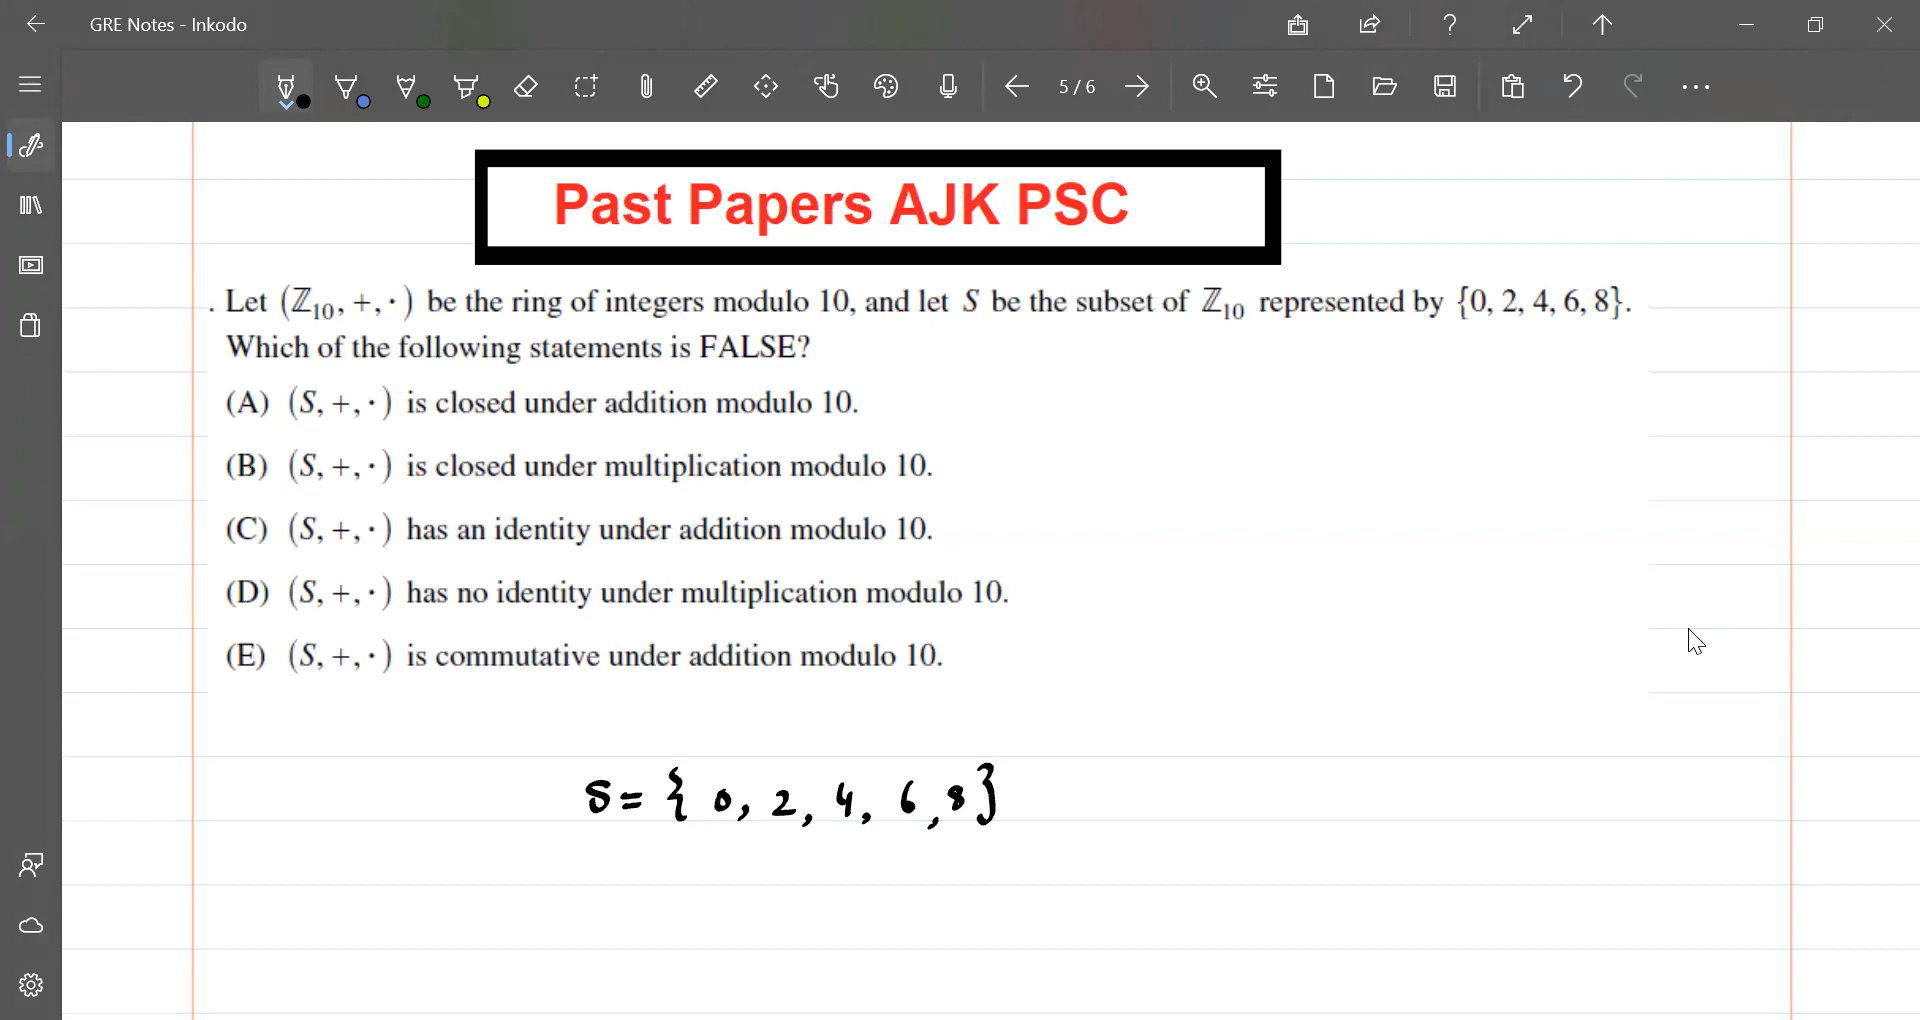 GRE Notes - Inkodo
5 / 6
Past Papers AJK PSC
. Let (ℤ₁₀, +, ·) be the ring of integers modulo 10, and let S be the subset of ℤ₁₀ represented by {0, 2, 4, 6, 8}.
Which of the following statements is FALSE?
(A) (S, +, ·) is closed under addition modulo 10.
(B) (S, +, ·) is closed under multiplication modulo 10.
(C) (S, +, ·) has an identity under addition modulo 10.
(D) (S, +, ·) has no identity under multiplication modulo 10.
(E) (S, +, ·) is commutative under addition modulo 10.
S = { 0, 2, 4, 6, 8 }